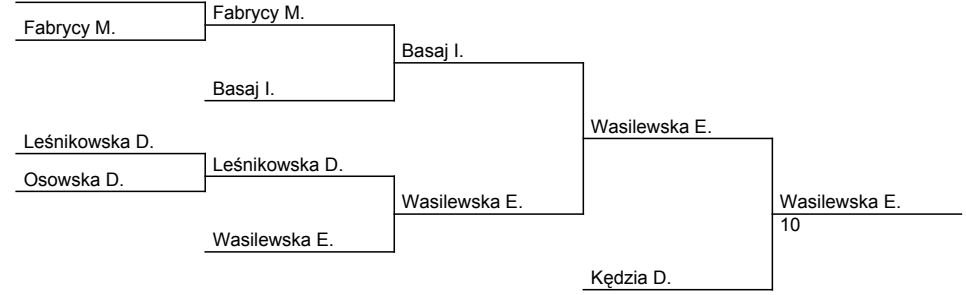 Fabrycy M.
Fabrycy M.
Basaj I.
Basaj I.
Wasilewska E.
Leśnikowska D.
Leśnikowska D.
Osowska D.
Wasilewska E.
Wasilewska E.
10
Wasilewska E.
Kędzia D.